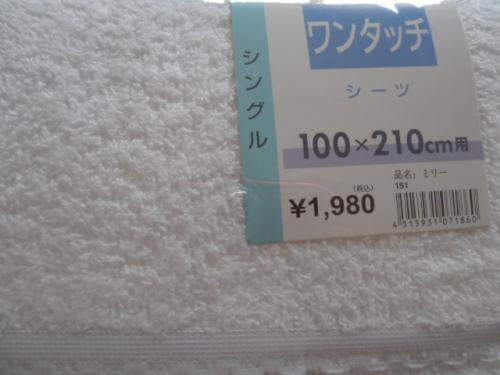 ワンタッチ
シングル
シーツ
100×210cm用
品名：ミリー
151
(税込)
¥1,980
4 515931 071860